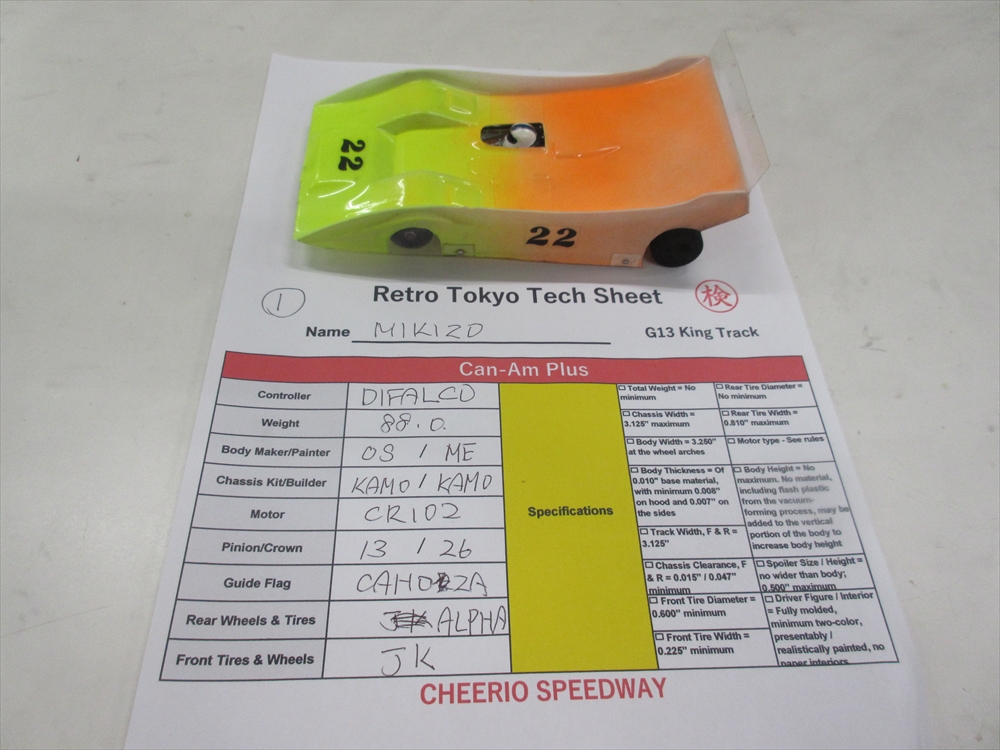 22
22
① Retro Tokyo Tech Sheet 検
Name MIKIZO G13 King Track
Can-Am Plus
Controller DIFALCO
Weight 88.0
Body Maker/Painter OS / ME
Chassis Kit/Builder KAMO / KAMO
Motor CR102
Pinion/Crown 13 / 26
Guide Flag CAHOZA
Rear Wheels & Tires ALPHA
Front Tires & Wheels JK
Specifications
☐ Total Weight = No
minimum
☐ Chassis Width =
3.125" maximum
☐ Body Width = 3.250"
at the wheel arches
☐ Body Thickness = Of
0.010" base material,
with minimum 0.008"
on hood and 0.007" on
the sides
☐ Track Width, F & R =
3.125"
☐ Chassis Clearance, F
& R = 0.015" / 0.047"
minimum
☐ Front Tire Diameter =
0.600" minimum
☐ Front Tire Width =
0.225" minimum
☐ Rear Tire Diameter =
No minimum
☐ Rear Tire Width =
0.810" maximum
☐ Motor type - See rules
☐ Body Height = No
maximum. No material,
including flash plastic
from the vacuum-
forming process, may be
added to the vertical
portion of the body to
increase body height
☐ Spoiler Size / Height =
no wider than body;
0.500" maximum
☐ Driver Figure / Interior
= Fully molded,
minimum two-color,
presentably /
realistically painted, no
paper interiors
CHEERIO SPEEDWAY